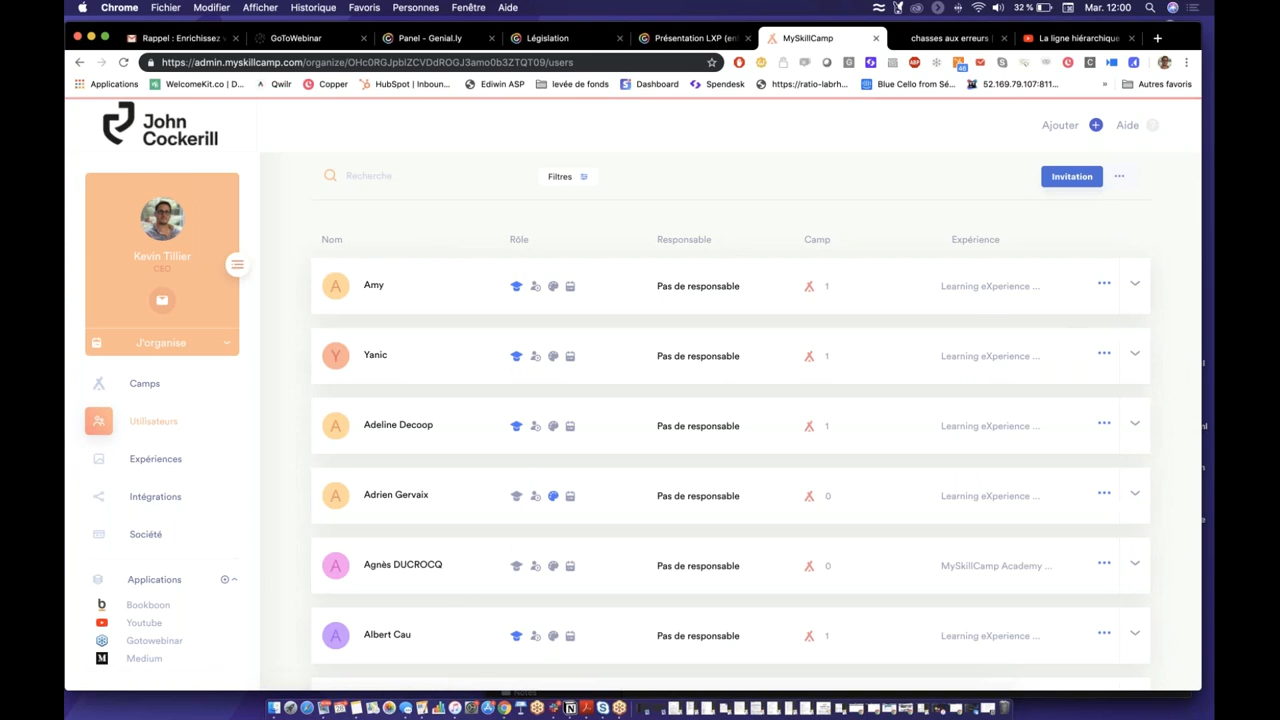 Chrome Fichier Modifier Afficher Historique Favoris Personnes Fenêtre Aide 32 % Mar. 12:00
Rappel : Enrichissez v GoToWebinar Panel - Genial.ly Législation Présentation LXP (en MySkillCamp chasses aux erreurs La ligne hiérarchique
https://admin.myskillcamp.com/organize/OHc0RGJpblZCVDdROGJ3amo0b3ZTQT09/users
Applications WelcomeKit.co | D... Qwilr Copper HubSpot | Inboun... Ediwin ASP levée de fonds Dashboard Spendesk https://ratio-labrh... Blue Cello from Sé... 52.169.79.107:811... » Autres favoris
John
Cockerill
Ajouter Aide
Recherche Filtres Invitation
Kevin Tillier
CEO
J'organise
Camps
Utilisateurs
Expériences
Intégrations
Société
Applications
Bookboon
Youtube
Gotowebinar
Medium
Nom Rôle Responsable Camp Expérience
A Amy Pas de responsable 1 Learning eXperience ...
Y Yanic Pas de responsable 1 Learning eXperience ...
A Adeline Decoop Pas de responsable 1 Learning eXperience ...
A Adrien Gervaix Pas de responsable 0 Learning eXperience ...
A Agnès DUCROCQ Pas de responsable 0 MySkillCamp Academy ...
A Albert Cau Pas de responsable 1 Learning eXperience ...
Notes